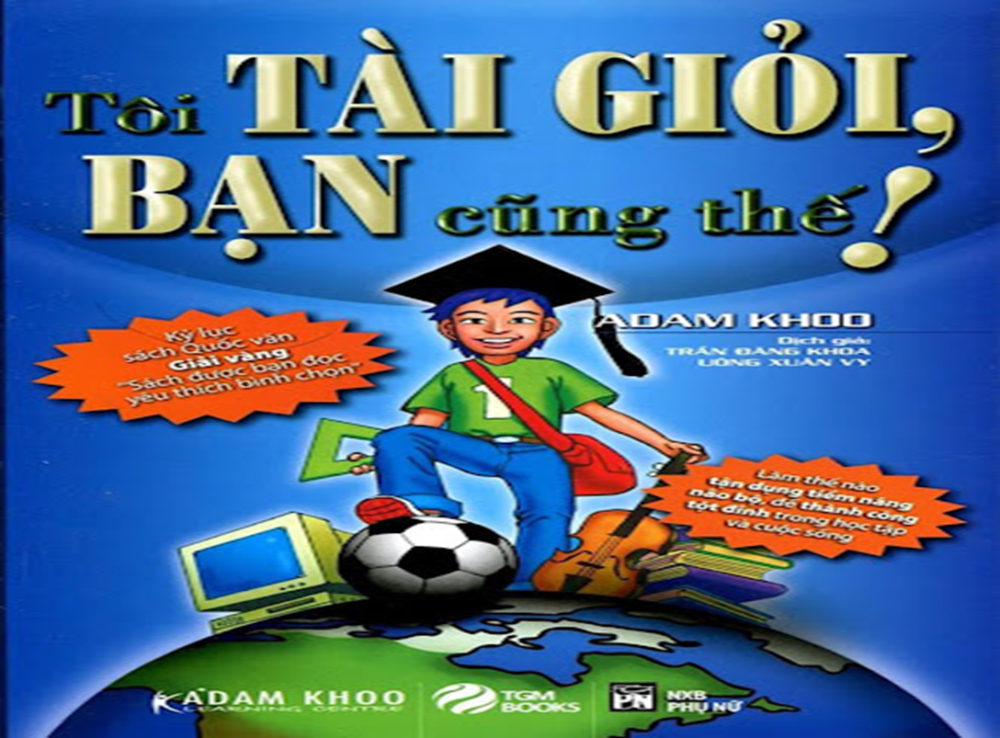 Tôi TÀI GIỎI,
BẠN cũng thế!
ADAM KHOO
Dịch giả:
TRẦN ĐĂNG KHOA
UÔNG XUÂN VY
Kỷ lục
sách Quốc văn
Giải vàng
"Sách được bạn đọc
yêu thích bình chọn"
1
Làm thế nào
tận dụng tiềm năng
não bộ, để thành công
tột đỉnh trong học tập
và cuộc sống
ADAM KHOO
LEARNING CENTRE
TGM
BOOKS
PN
NXB
PHỤ NỮ